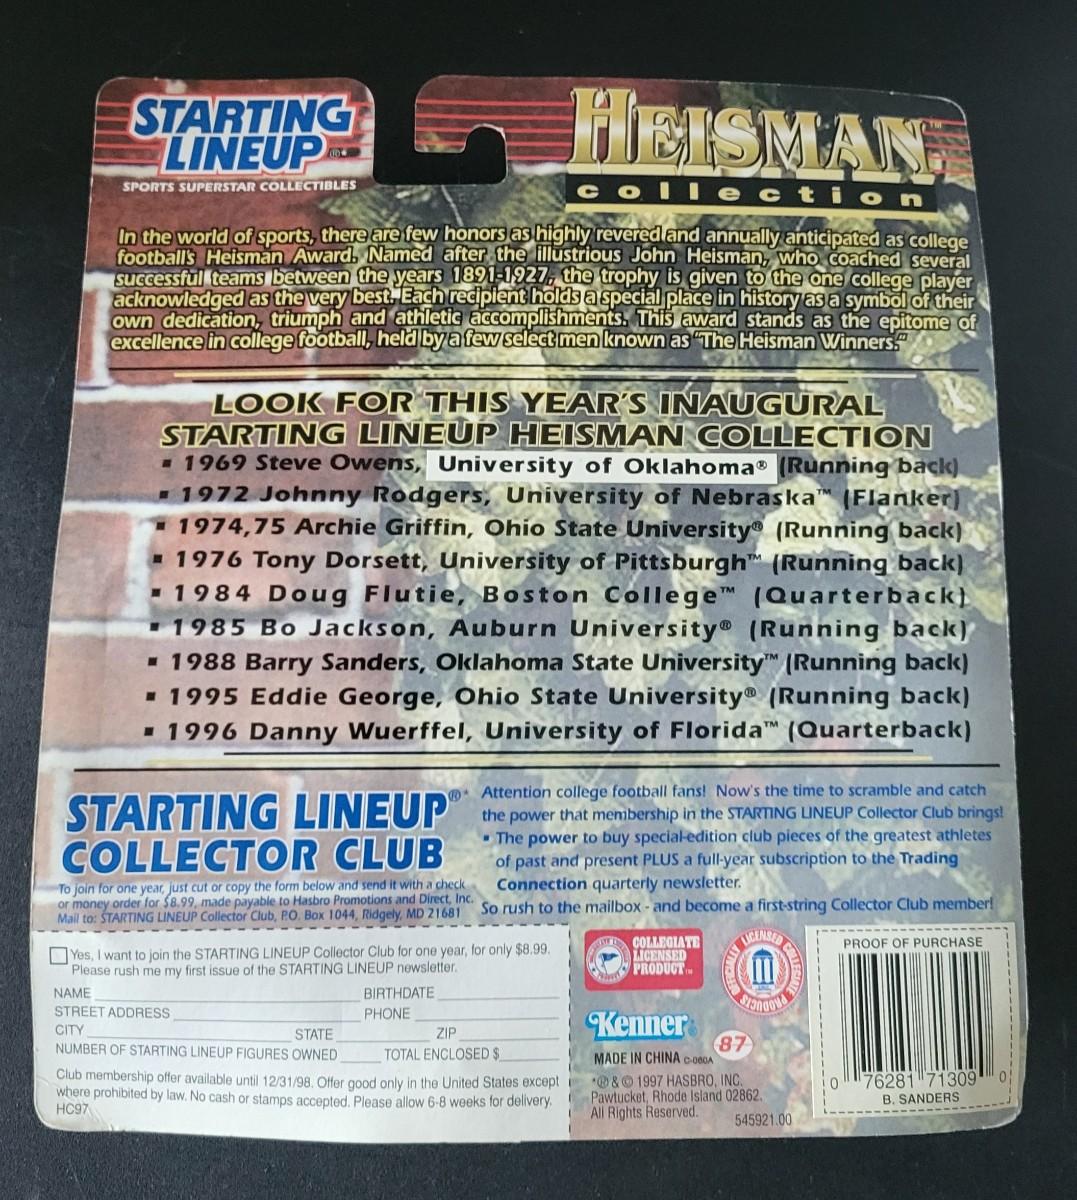 STARTING
LINEUP ®*
SPORTS SUPERSTAR COLLECTIBLES
HEISMAN™
collection
In the world of sports, there are few honors as highly revered and annually anticipated as college
football's Heisman Award. Named after the illustrious John Heisman, who coached several
successful teams between the years 1891-1927, the trophy is given to the one college player
acknowledged as the very best. Each recipient holds a special place in history as a symbol of their
own dedication, triumph and athletic accomplishments. This award stands as the epitome of
excellence in college football, held by a few select men known as "The Heisman Winners."
LOOK FOR THIS YEAR'S INAUGURAL
STARTING LINEUP HEISMAN COLLECTION
▪ 1969 Steve Owens, University of Oklahoma® (Running back)
▪ 1972 Johnny Rodgers, University of Nebraska™ (Flanker)
▪ 1974,75 Archie Griffin, Ohio State University® (Running back)
▪ 1976 Tony Dorsett, University of Pittsburgh™ (Running back)
▪ 1984 Doug Flutie, Boston College™ (Quarterback)
▪ 1985 Bo Jackson, Auburn University® (Running back)
▪ 1988 Barry Sanders, Oklahoma State University™ (Running back)
▪ 1995 Eddie George, Ohio State University® (Running back)
▪ 1996 Danny Wuerffel, University of Florida™ (Quarterback)
STARTING LINEUP®*
COLLECTOR CLUB
To join for one year, just cut or copy the form below and send it with a check
or money order for $8.99, made payable to Hasbro Promotions and Direct, Inc.
Mail to: STARTING LINEUP Collector Club, P.O. Box 1044, Ridgely, MD 21681
Attention college football fans! Now's the time to scramble and catch
the power that membership in the STARTING LINEUP Collector Club brings!
▪ The power to buy special-edition club pieces of the greatest athletes
of past and present PLUS a full-year subscription to the Trading
Connection quarterly newsletter.
So rush to the mailbox - and become a first-string Collector Club member!
Yes, I want to join the STARTING LINEUP Collector Club for one year, for only $8.99.
Please rush me my first issue of the STARTING LINEUP newsletter.
NAME BIRTHDATE
STREET ADDRESS PHONE
CITY STATE ZIP
NUMBER OF STARTING LINEUP FIGURES OWNED TOTAL ENCLOSED $
Club membership offer available until 12/31/98. Offer good only in the United States except
where prohibited by law. No cash or stamps accepted. Please allow 6-8 weeks for delivery.
HC97
COLLEGIATE
LICENSED
PRODUCT™
OFFICIALLY LICENSED COLLEGIATE PRODUCTS
Kenner®
87
MADE IN CHINA C-060A
*® & © 1997 HASBRO, INC.
Pawtucket, Rhode Island 02862.
All Rights Reserved.
545921.00
PROOF OF PURCHASE
0 76281 71309 0
B. SANDERS